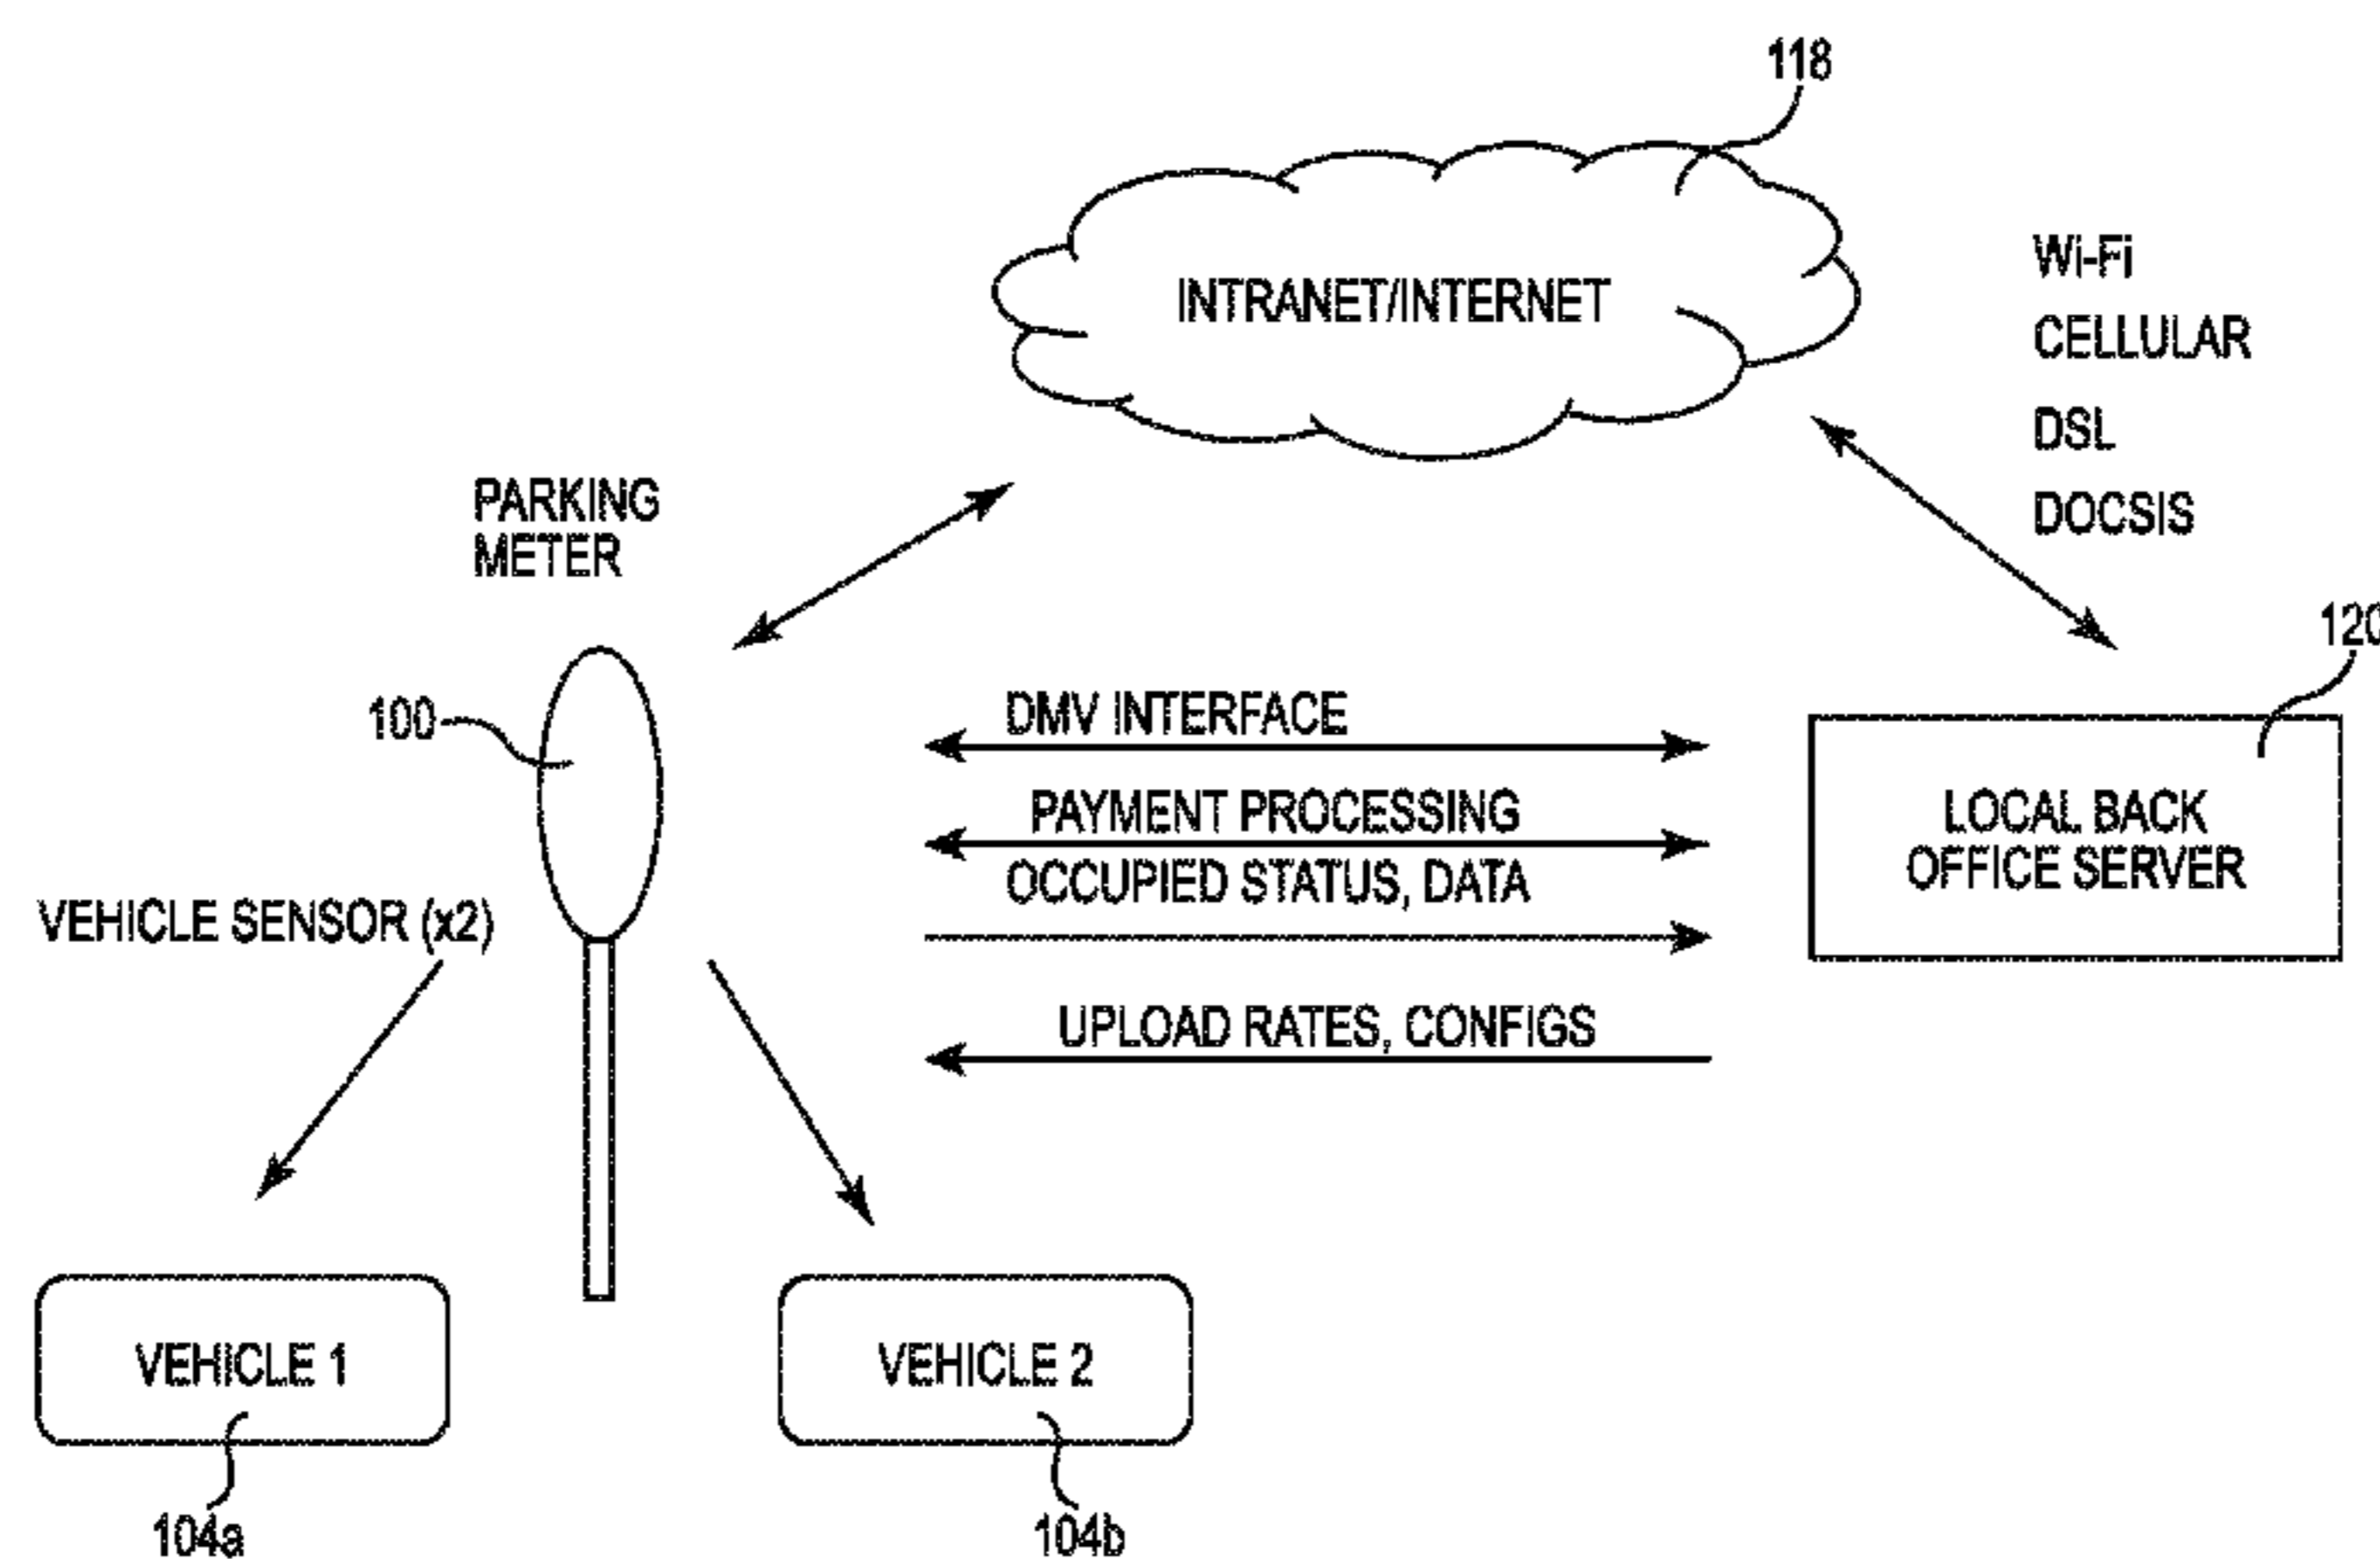 118
INTRANET/INTERNET
Wi-Fi
CELLULAR
DSL
DOCSIS
PARKING
METER
100
120
DMV INTERFACE
PAYMENT PROCESSING
OCCUPIED STATUS, DATA
UPLOAD RATES, CONFIGS
LOCAL BACK
OFFICE SERVER
VEHICLE SENSOR (x2)
VEHICLE 1
VEHICLE 2
104a
104b